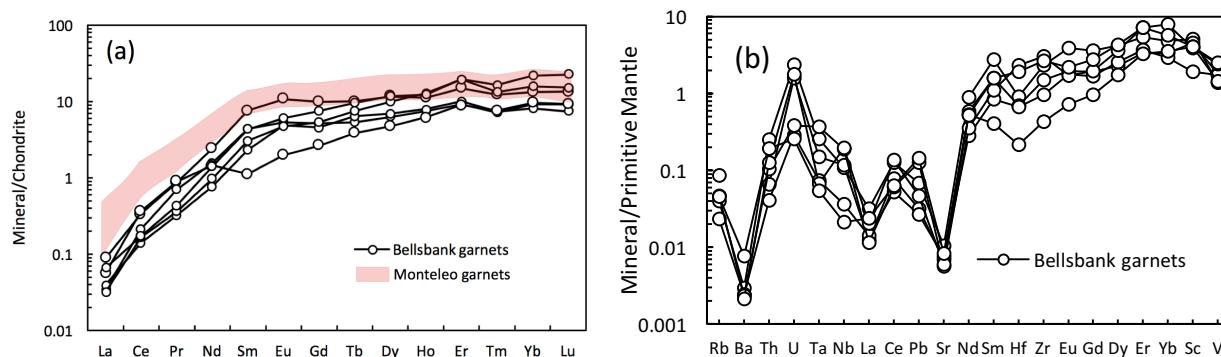 (a)
Mineral/Chondrite
100
10
1
0.1
0.01
Bellsbank garnets
Monteleo garnets
La Ce Pr Nd Sm Eu Gd Tb Dy Ho Er Tm Yb Lu
(b)
Mineral/Primitive Mantle
10
1
0.1
0.01
0.001
Bellsbank garnets
Rb Ba Th U Ta Nb La Ce Pb Sr Nd Sm Hf Zr Eu Gd Dy Er Yb Sc V